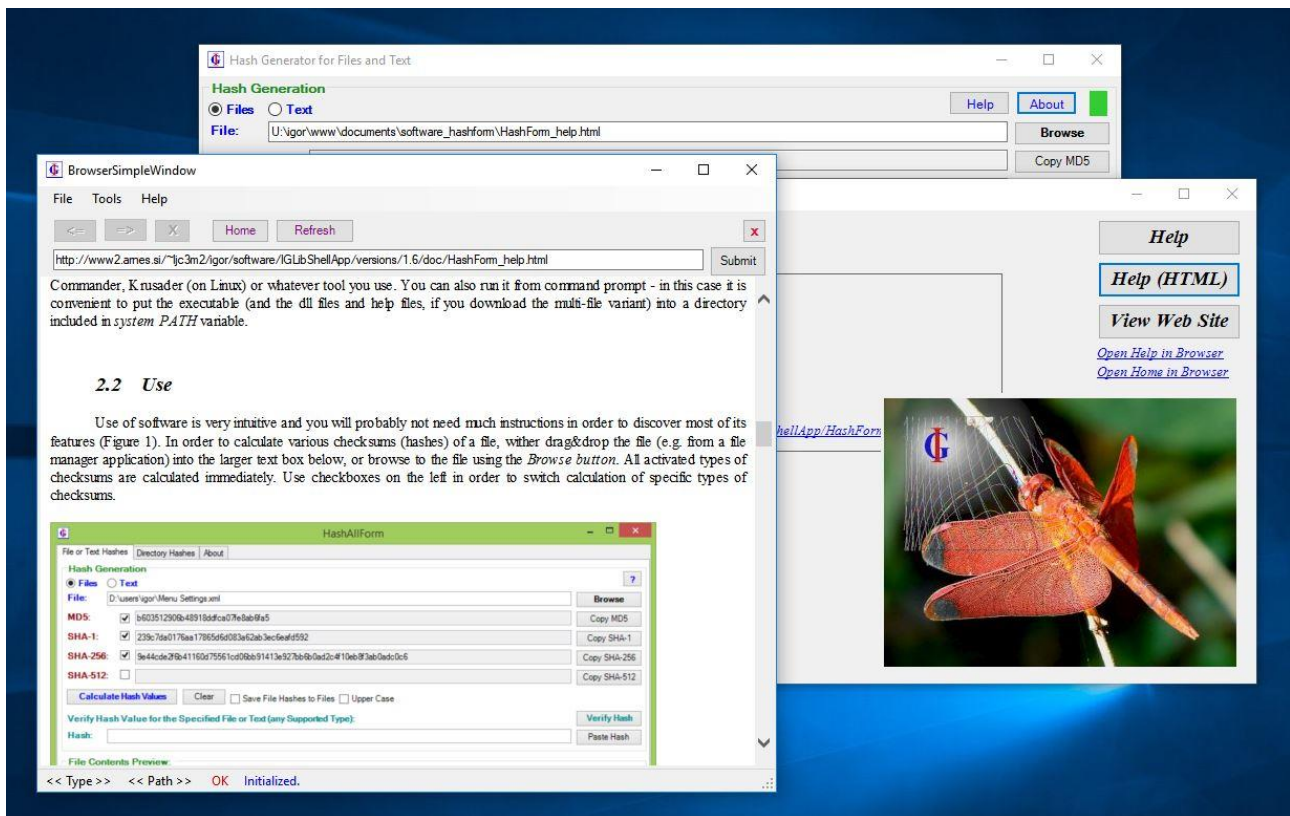 Hash Generator for Files and Text
Hash Generation
Files Text
Help About
File: U:\igor\www\documents\software_hashform\HashForm_help.html Browse
Copy MD5
BrowserSimpleWindow
File Tools Help
<= => X Home Refresh x
http://www2.arnes.si/~ljc3m2/igor/software/IGLibShellApp/versions/1.6/doc/HashForm_help.html Submit
Commander, Krusader (on Linux) or whatever tool you use. You can also run it from command prompt - in this case it is
convenient to put the executable (and the dll files and help files, if you download the multi-file variant) into a directory
included in system PATH variable.
2.2 Use
Use of software is very intuitive and you will probably not need much instructions in order to discover most of its
features (Figure 1). In order to calculate various checksums (hashes) of a file, wither drag&drop the file (e.g. from a file
manager application) into the larger text box below, or browse to the file using the Browse button. All activated types of
checksums are calculated immediately. Use checkboxes on the left in order to switch calculation of specific types of
checksums.
HashAllForm
File or Text Hashes Directory Hashes About
Hash Generation
Files Text ?
File: D:\users\igor\Menu Settings.xml Browse
MD5: Copy MD5
SHA-1: Copy SHA-1
SHA-256: Copy SHA-256
SHA-512: Copy SHA-512
Calculate Hash Values Clear Save File Hashes to Files Upper Case
Verify Hash Value for the Specified File or Text (any Supported Type): Verify Hash
Hash: Paste Hash
File Contents Preview:
<< Type >> << Path >> OK Initialized.
Help
Help (HTML)
View Web Site
Open Help in Browser
Open Home in Browser
hellApp/HashForm